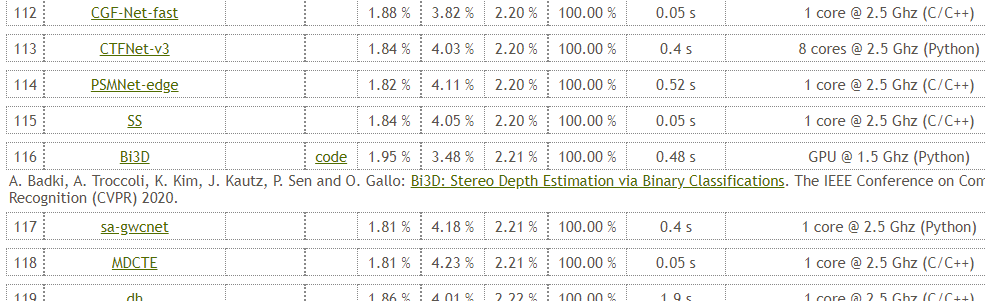 112 CGF-Net-fast 1.88 % 3.82 % 2.20 % 100.00 % 0.05 s 1 core @ 2.5 Ghz (C/C++)
113 CTFNet-v3 1.84 % 4.03 % 2.20 % 100.00 % 0.4 s 8 cores @ 2.5 Ghz (Python)
114 PSMNet-edge 1.82 % 4.11 % 2.20 % 100.00 % 0.52 s 1 core @ 2.5 Ghz (C/C++)
115 SS 1.84 % 4.05 % 2.20 % 100.00 % 0.05 s 1 core @ 2.5 Ghz (C/C++)
116 Bi3D code 1.95 % 3.48 % 2.21 % 100.00 % 0.48 s GPU @ 1.5 Ghz (Python)
A. Badki, A. Troccoli, K. Kim, J. Kautz, P. Sen and O. Gallo: Bi3D: Stereo Depth Estimation via Binary Classifications. The IEEE Conference on Com
Recognition (CVPR) 2020.
117 sa-gwcnet 1.81 % 4.18 % 2.21 % 100.00 % 0.4 s 1 core @ 2.5 Ghz (Python)
118 MDCTE 1.81 % 4.23 % 2.21 % 100.00 % 0.05 s 1 core @ 2.5 Ghz (C/C++)
119 db 1.86 % 4.01 % 2.22 % 100.00 % 1.9 s 1 core @ 2.5 Ghz (C/C++)